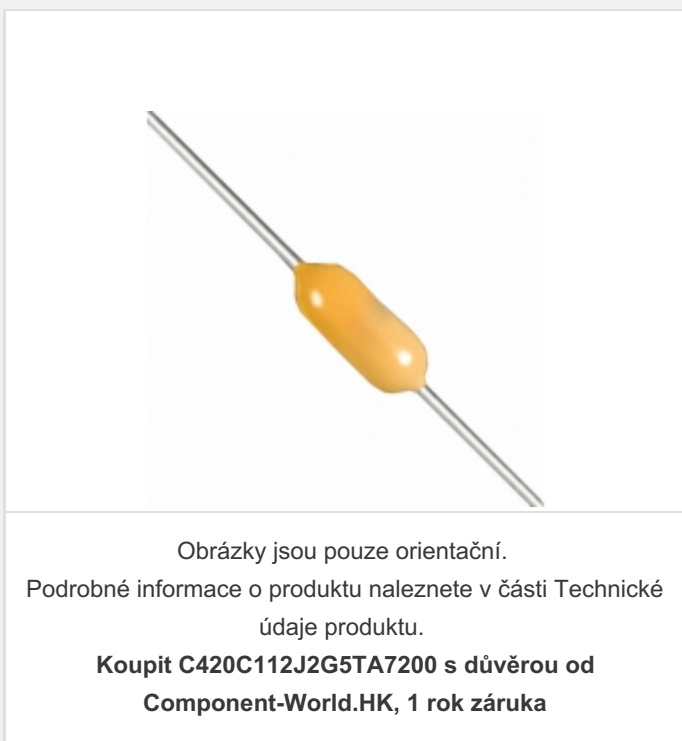 Obrázky jsou pouze orientační.
Podrobné informace o produktu naleznete v části Technické
údaje produktu.
Koupit C420C112J2G5TA7200 s důvěrou od
Component-World.HK, 1 rok záruka